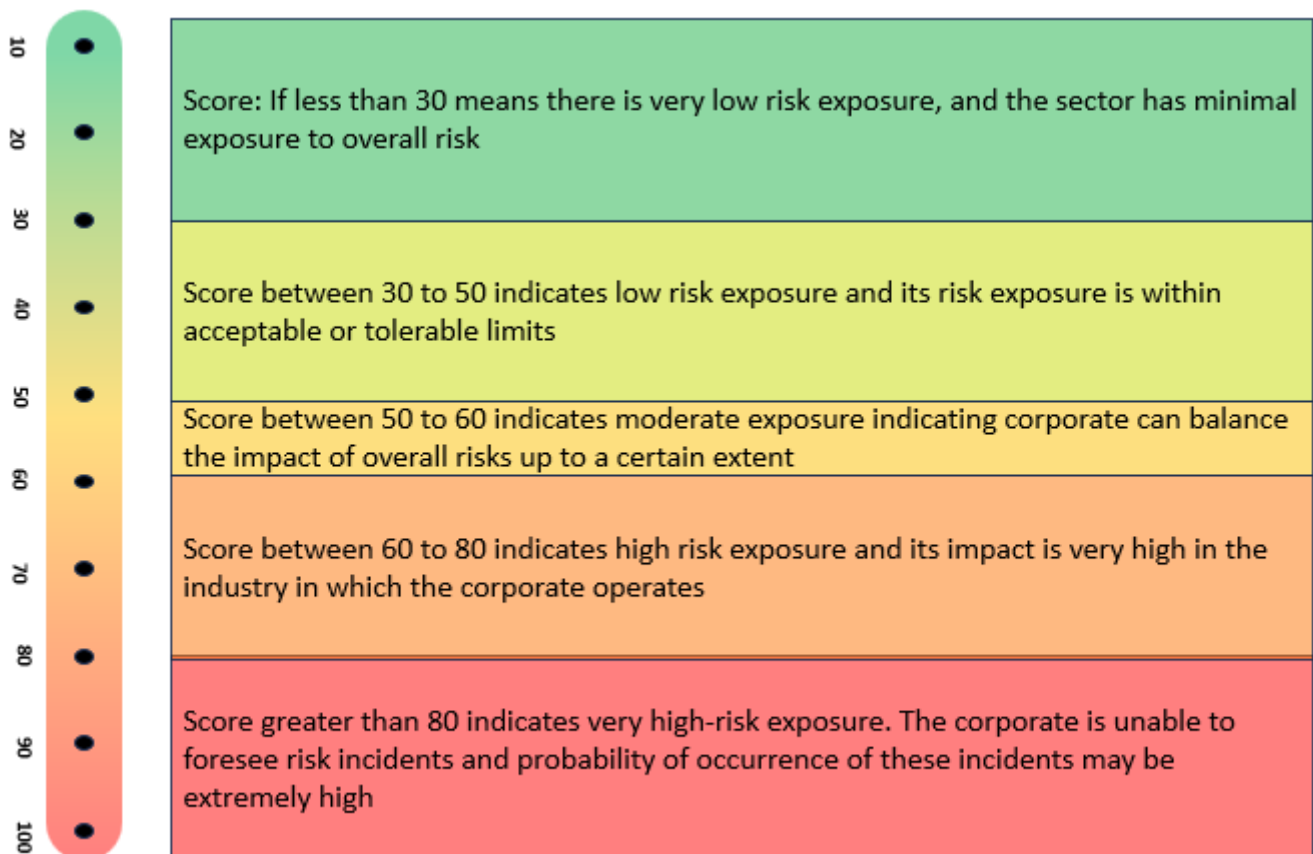 10
20
30
40
50
60
70
80
90
100
Score: If less than 30 means there is very low risk exposure, and the sector has minimal
exposure to overall risk
Score between 30 to 50 indicates low risk exposure and its risk exposure is within
acceptable or tolerable limits
Score between 50 to 60 indicates moderate exposure indicating corporate can balance
the impact of overall risks up to a certain extent
Score between 60 to 80 indicates high risk exposure and its impact is very high in the
industry in which the corporate operates
Score greater than 80 indicates very high-risk exposure. The corporate is unable to
foresee risk incidents and probability of occurrence of these incidents may be
extremely high